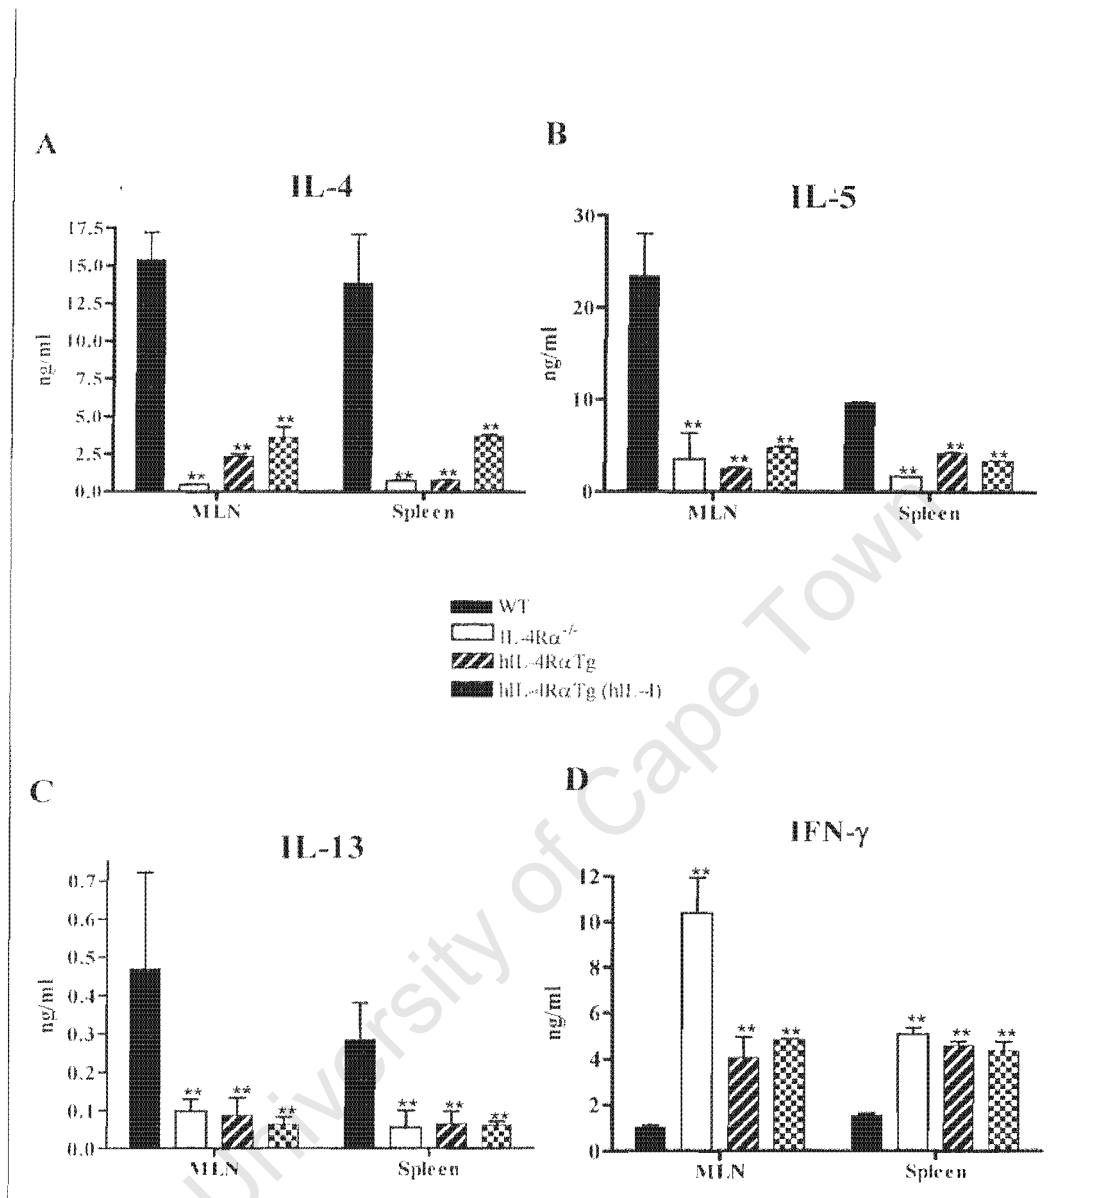 A
IL-4
17.5
15.0
12.5
10.0
7.5
5.0
2.5
0.0
ng/ml
** ** **
** ** **
MLN Spleen
B
IL-5
30
20
10
0
ng/ml
** ** **
** ** **
MLN Spleen
WT
IL-4Rα-/-
hIL-4RαTg
hIL-4RαTg (hIL-4)
C
IL-13
0.7
0.6
0.5
0.4
0.3
0.2
0.1
0.0
ng/ml
** ** **
** ** **
MLN Spleen
D
IFN-γ
12
10
8
6
4
2
0
ng/ml
** ** **
** ** **
MLN Spleen
University of Cape Town